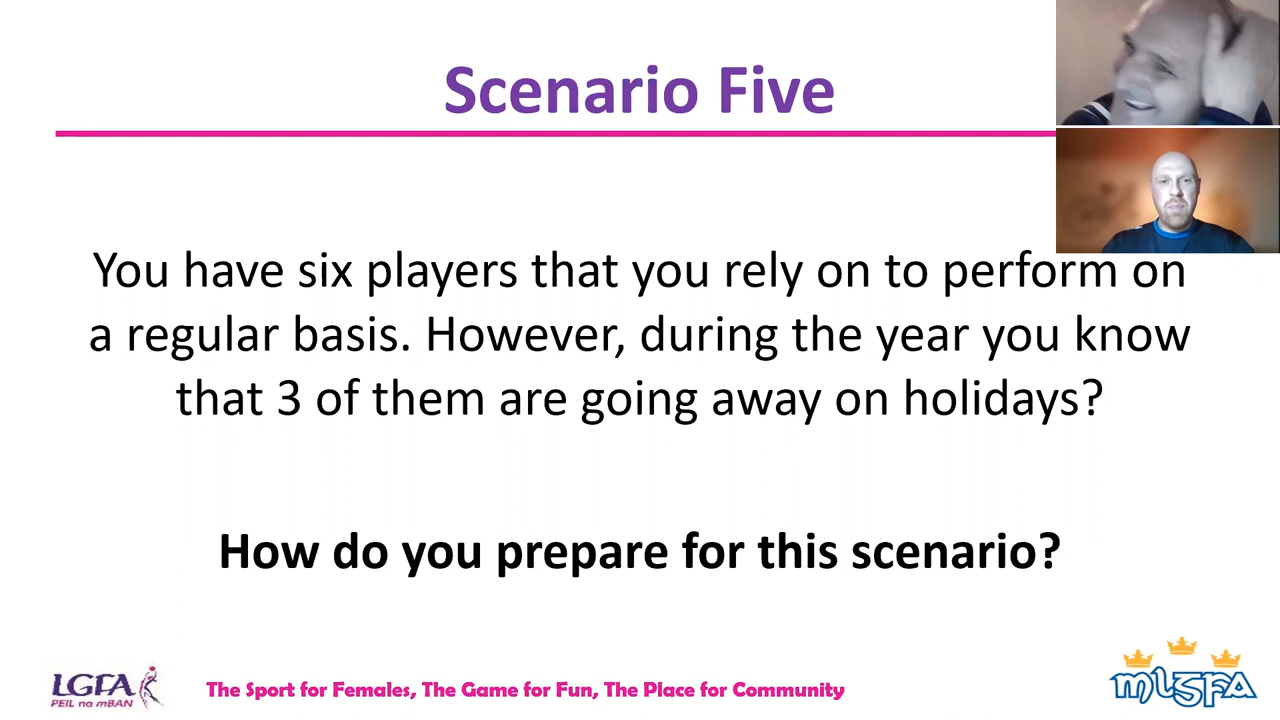 Scenario Five
You have six players that you rely on to perform on
a regular basis. However, during the year you know
that 3 of them are going away on holidays?
How do you prepare for this scenario?
LGFA
PEIL na mBAN
The Sport for Females, The Game for Fun, The Place for Community
MLGFA